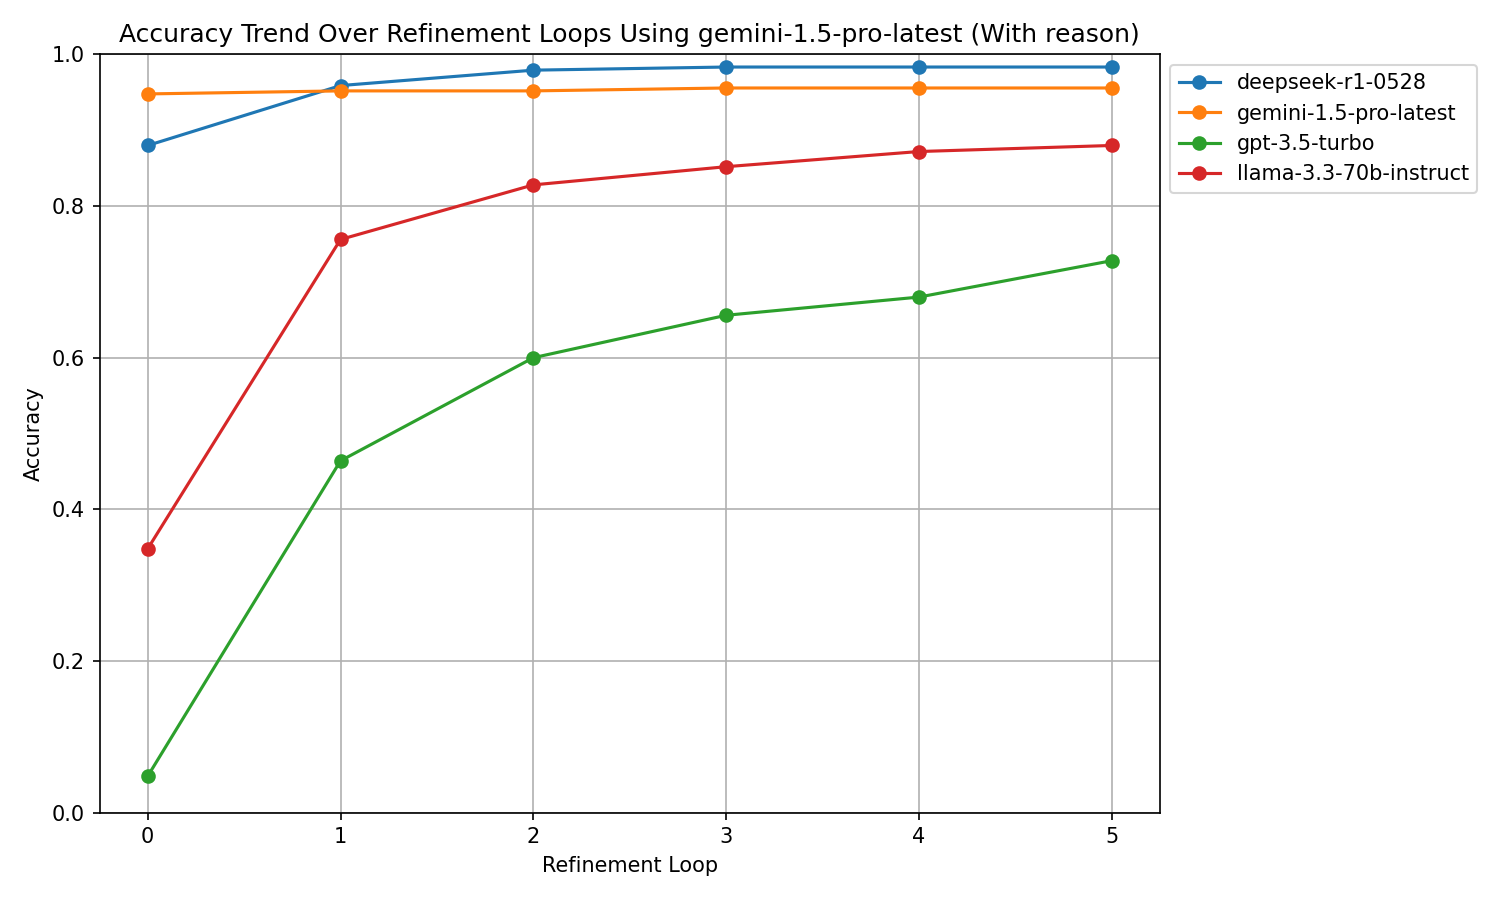 Accuracy Trend Over Refinement Loops Using gemini-1.5-pro-latest (With reason)
1.0
0.8
0.6
0.4
0.2
0.0
Accuracy
0 1 2 3 4 5
Refinement Loop
deepseek-r1-0528
gemini-1.5-pro-latest
gpt-3.5-turbo
llama-3.3-70b-instruct